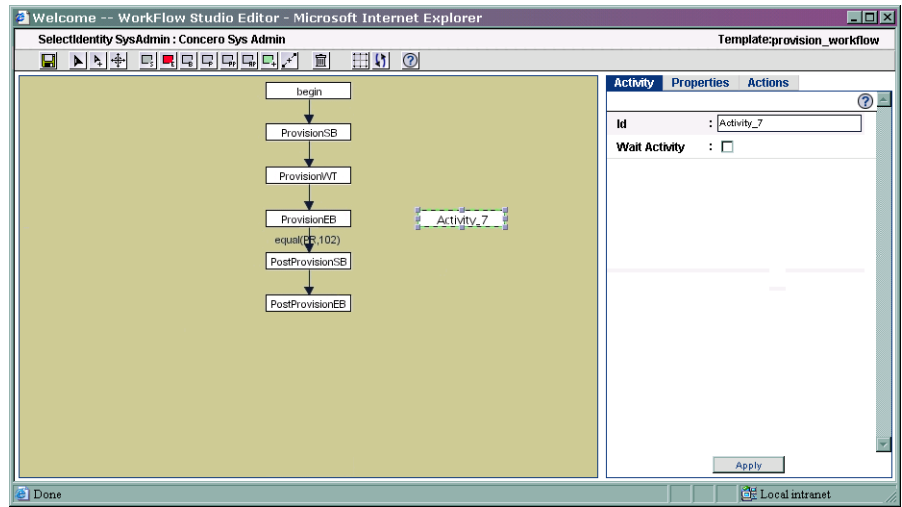 Welcome -- WorkFlow Studio Editor - Microsoft Internet Explorer
SelectIdentity SysAdmin : Concero Sys Admin Template:provision_workflow
Activity Properties Actions
begin
Id : Activity_7
ProvisionSB
Wait Activity :
ProvisionWT
ProvisionEB
Activity_7
equal(PR,102)
PostProvisionSB
PostProvisionEB
Apply
Done Local intranet